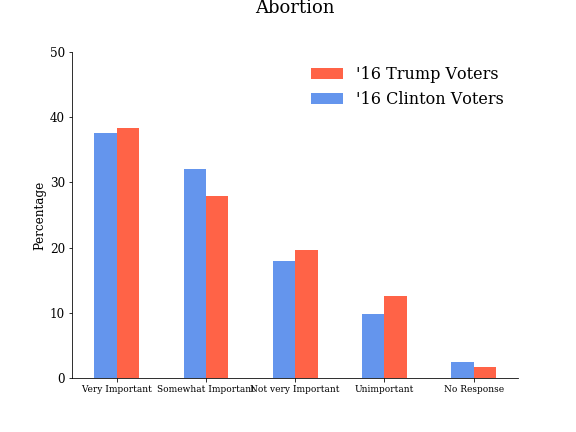 Abortion
'16 Trump Voters
'16 Clinton Voters
Percentage
50
40
30
20
10
0
Very Important
Somewhat Important
Not very Important
Unimportant
No Response